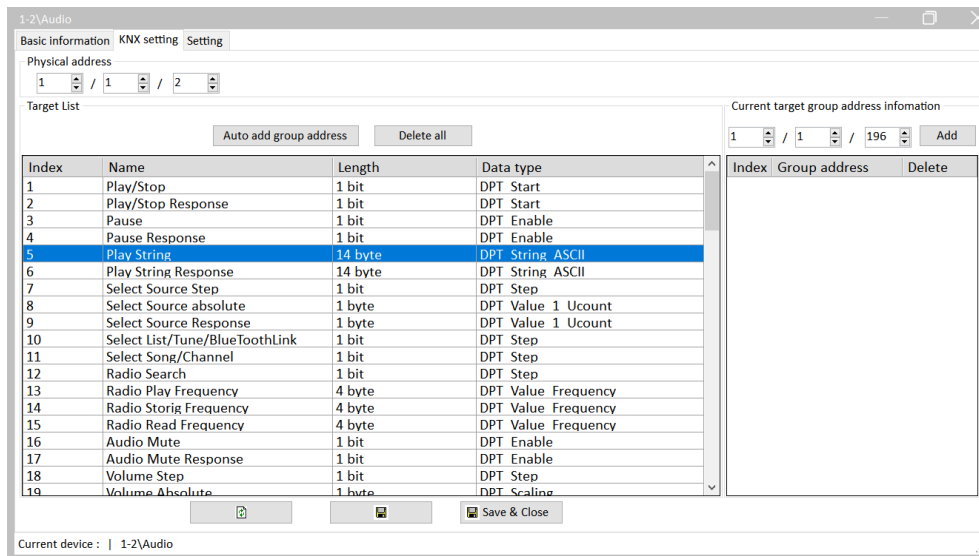 1-2\Audio
Basic information KNX setting Setting
Physical address
1 / 1 / 2
Target List
Current target group address infomation
Auto add group address Delete all
1 / 1 / 196 Add
Index Name Length Data type
Index Group address Delete
1 Play/Stop 1 bit DPT Start
2 Play/Stop Response 1 bit DPT Start
3 Pause 1 bit DPT Enable
4 Pause Response 1 bit DPT Enable
5 Play String 14 byte DPT String ASCII
6 Play String Response 14 byte DPT String ASCII
7 Select Source Step 1 bit DPT Step
8 Select Source absolute 1 byte DPT Value 1 Ucount
9 Select Source Response 1 byte DPT Value 1 Ucount
10 Select List/Tune/BlueToothLink 1 bit DPT Step
11 Select Song/Channel 1 bit DPT Step
12 Radio Search 1 bit DPT Step
13 Radio Play Frequency 4 byte DPT Value Frequency
14 Radio Storig Frequency 4 byte DPT Value Frequency
15 Radio Read Frequency 4 byte DPT Value Frequency
16 Audio Mute 1 bit DPT Enable
17 Audio Mute Response 1 bit DPT Enable
18 Volume Step 1 bit DPT Step
19 Volume Absolute 1 byte DPT Scaling
Save & Close
Current device : | 1-2\Audio